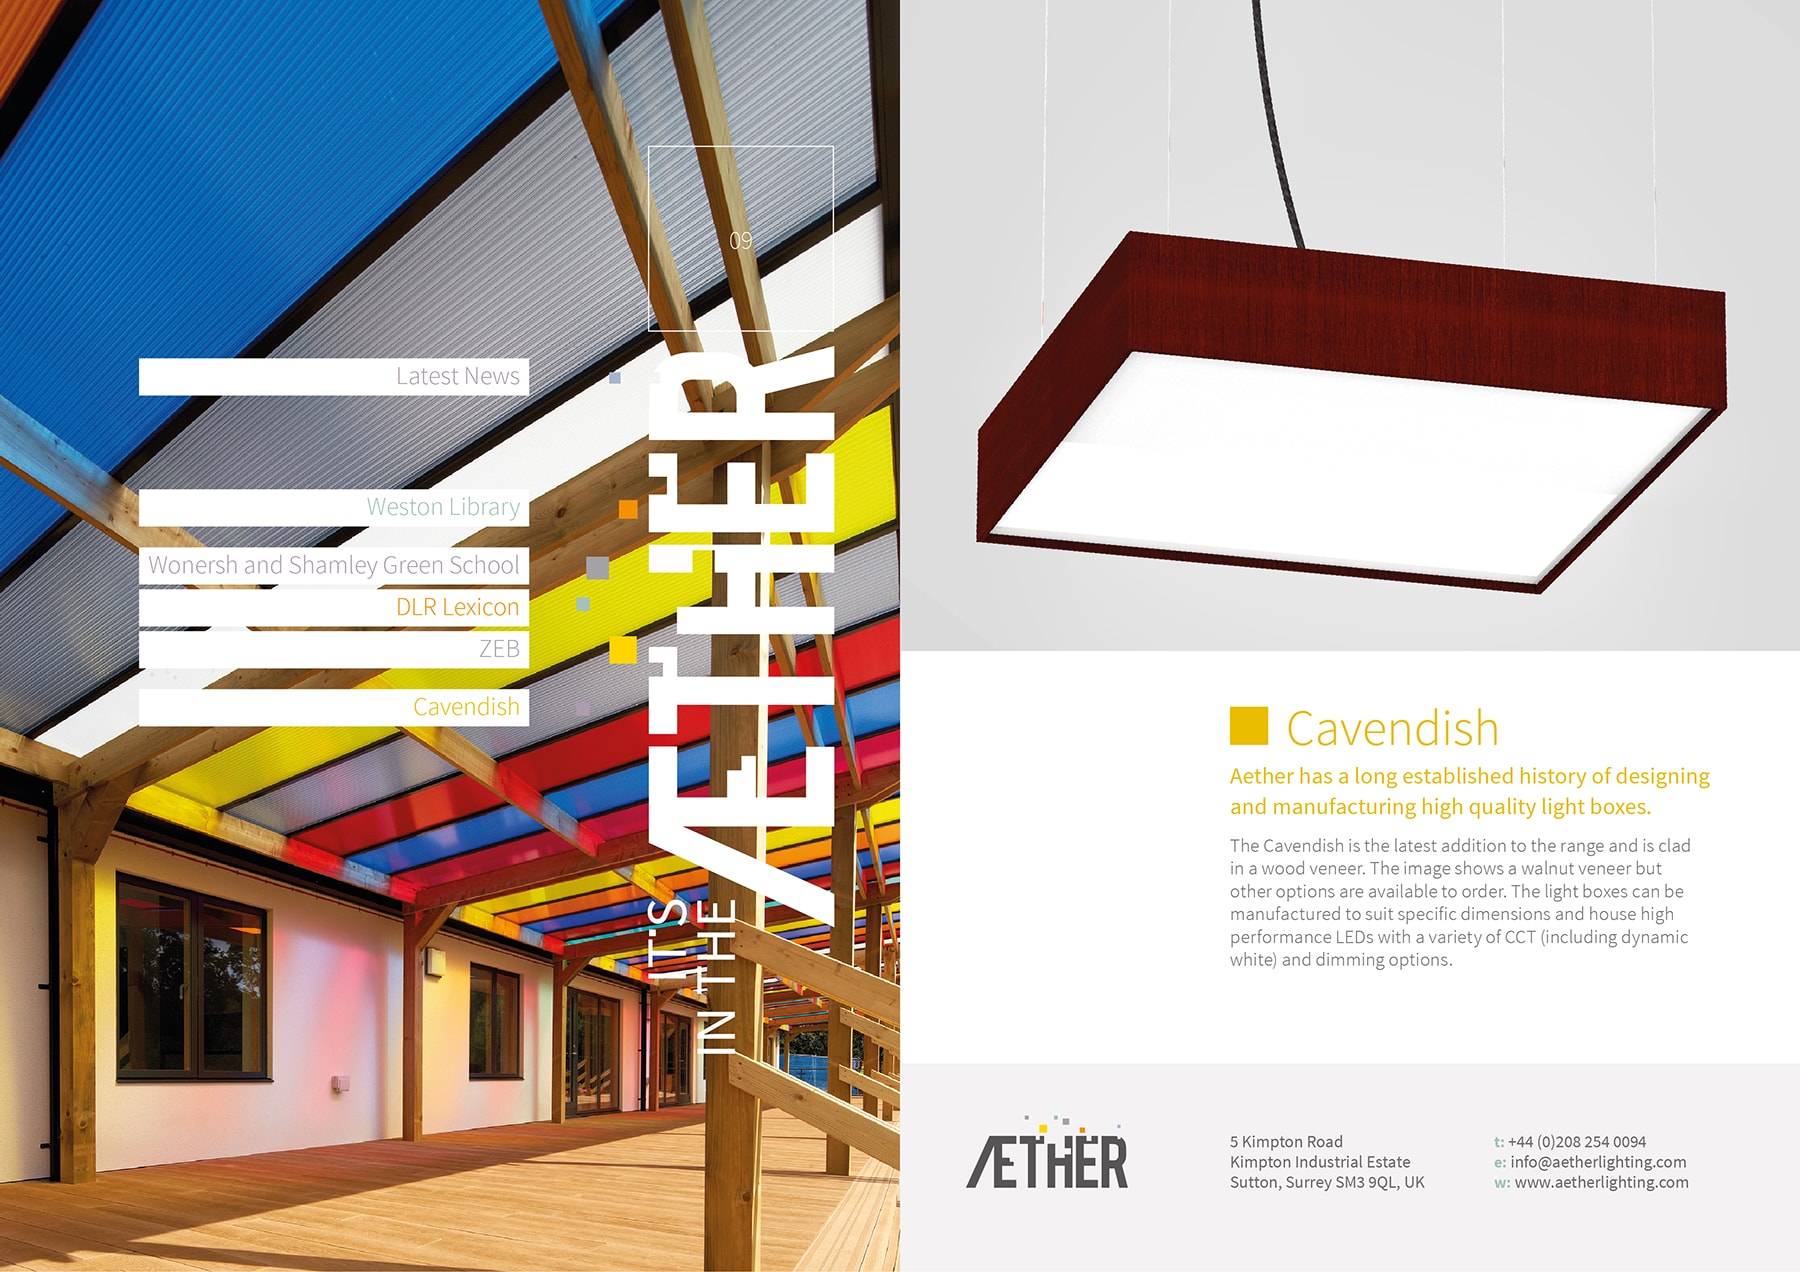 09
Latest News
Weston Library
Wonersh and Shamley Green School
DLR Lexicon
ZEB
Cavendish
IT'S
IN THE
ÆTHER
Cavendish
Aether has a long established history of designing
and manufacturing high quality light boxes.
The Cavendish is the latest addition to the range and is clad
in a wood veneer. The image shows a walnut veneer but
other options are available to order. The light boxes can be
manufactured to suit specific dimensions and house high
performance LEDs with a variety of CCT (including dynamic
white) and dimming options.
ÆTHER
5 Kimpton Road
Kimpton Industrial Estate
Sutton, Surrey SM3 9QL, UK
t: +44 (0)208 254 0094
e: info@aetherlighting.com
w: www.aetherlighting.com